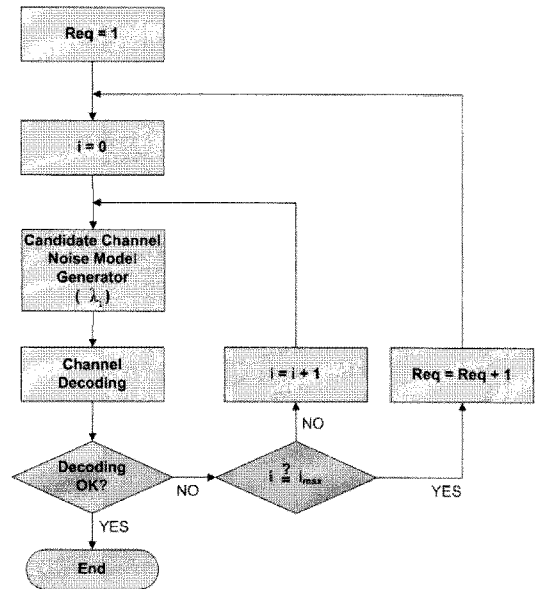 Req = 1
i = 0
Candidate Channel
Noise Model
Generator
( λᵢ )
Channel
Decoding
i = i + 1
Req = Req + 1
NO
Decoding
OK?
NO
i ≟ iₘₐₓ
YES
YES
End